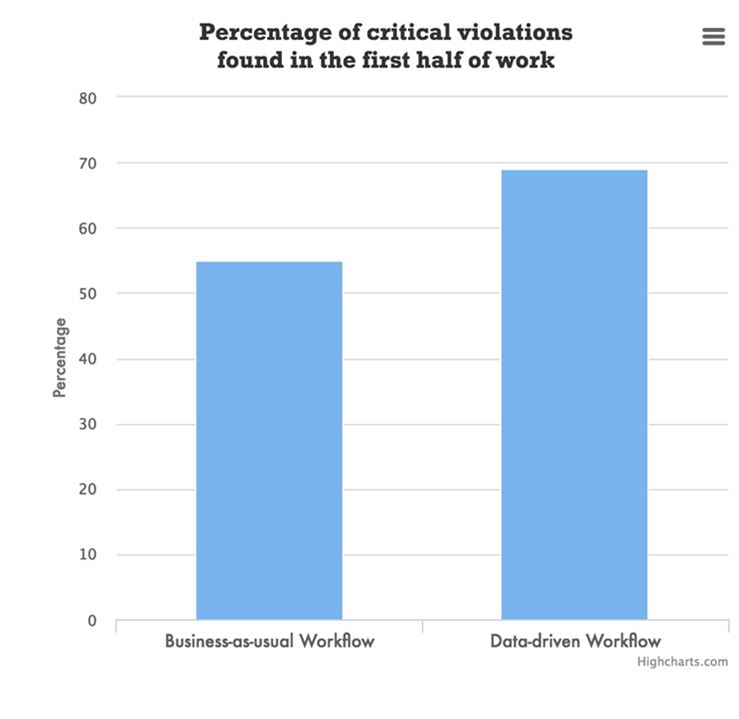 Percentage of critical violations
found in the first half of work
80
70
60
50
40
30
20
10
0
Percentage
Business-as-usual Workflow
Data-driven Workflow
Highcharts.com